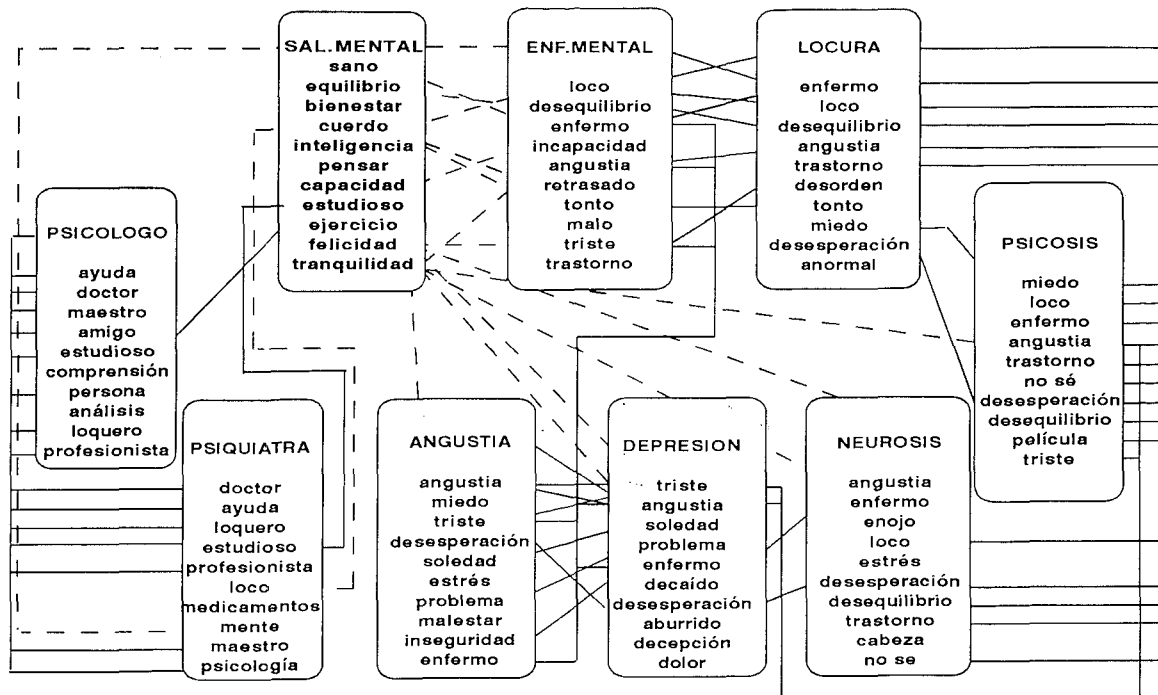 SAL.MENTAL
sano
equilibrio
bienestar
cuerdo
inteligencia
pensar
capacidad
estudioso
ejercicio
felicidad
tranquilidad
ENF.MENTAL
loco
desequilibrio
enfermo
incapacidad
angustia
retrasado
tonto
malo
triste
trastorno
LOCURA
enfermo
loco
desequilibrio
angustia
trastorno
desorden
tonto
miedo
desesperación
anormal
PSICOLOGO
ayuda
doctor
maestro
amigo
estudioso
comprensión
persona
análisis
loquero
profesionista
PSICOSIS
miedo
loco
enfermo
angustia
trastorno
no sé
desesperación
desequilibrio
película
triste
PSIQUIATRA
doctor
ayuda
loquero
estudioso
profesionista
loco
medicamentos
mente
maestro
psicología
ANGUSTIA
angustia
miedo
triste
desesperación
soledad
estrés
problema
malestar
inseguridad
enfermo
DEPRESION
triste
angustia
soledad
problema
enfermo
decaído
desesperación
aburrido
decepción
dolor
NEUROSIS
angustia
enfermo
enojo
loco
estrés
desesperación
desequilibrio
trastorno
cabeza
no se